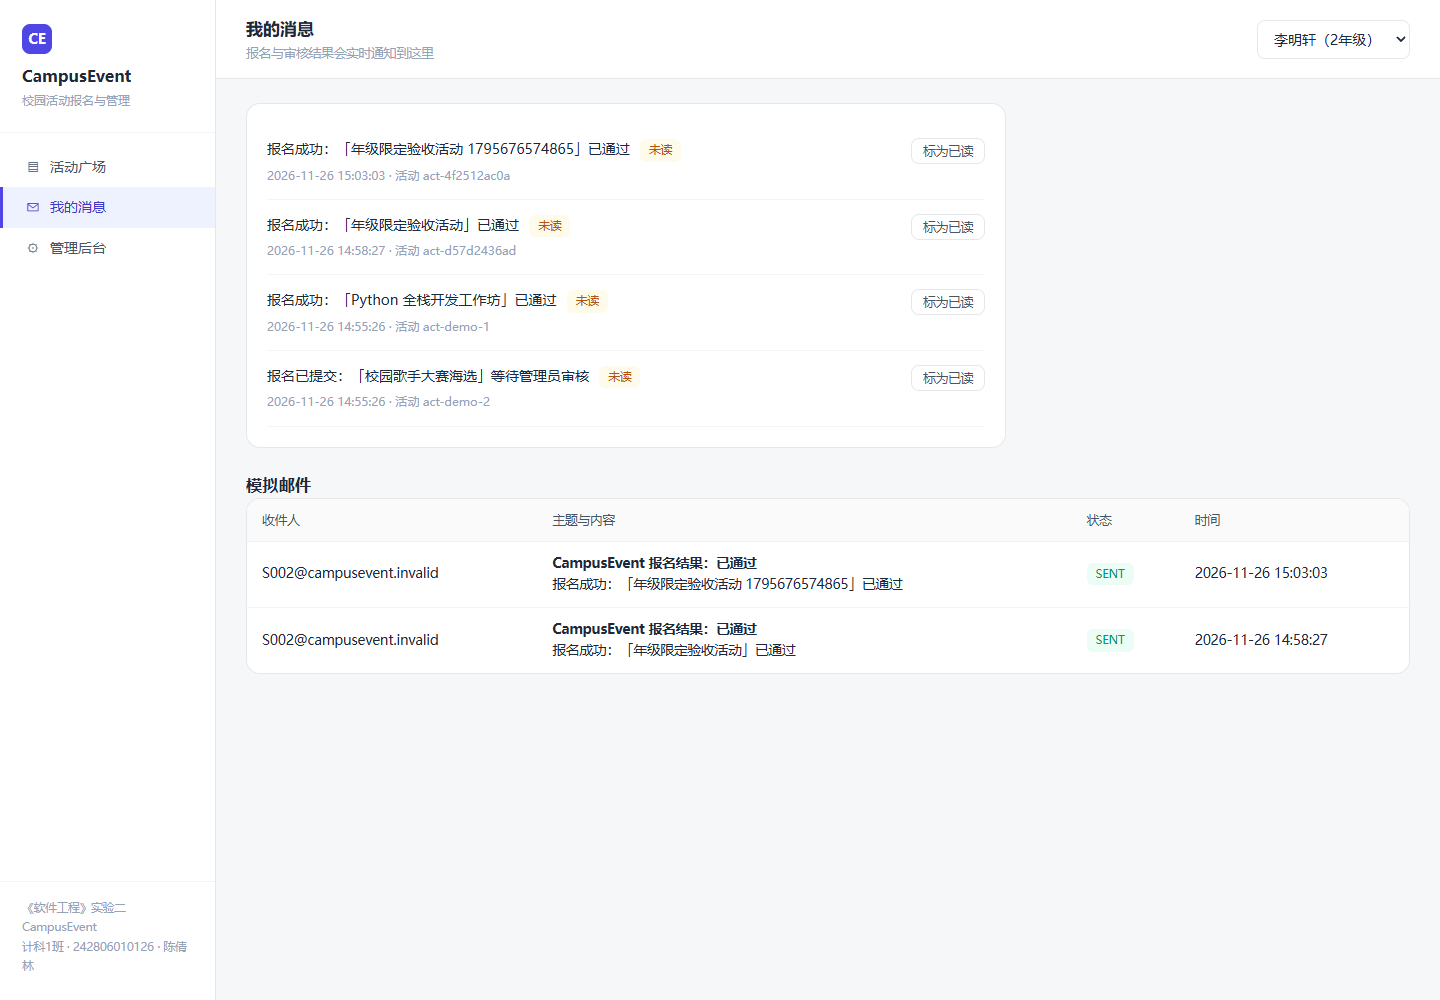 CE
CampusEvent
校园活动报名与管理
活动广场
我的消息
管理后台
《软件工程》实验二
CampusEvent
计科1班 · 242806010126 · 陈倩
林
我的消息
报名与审核结果会实时通知到这里
李明轩（2年级）
报名成功：「年级限定验收活动 1795676574865」已通过 未读 标为已读
2026-11-26 15:03:03 · 活动 act-4f2512ac0a
报名成功：「年级限定验收活动」已通过 未读 标为已读
2026-11-26 14:58:27 · 活动 act-d57d2436ad
报名成功：「Python 全栈开发工作坊」已通过 未读 标为已读
2026-11-26 14:55:26 · 活动 act-demo-1
报名已提交：「校园歌手大赛海选」等待管理员审核 未读 标为已读
2026-11-26 14:55:26 · 活动 act-demo-2
模拟邮件
收件人 主题与内容 状态 时间
S002@campusevent.invalid CampusEvent 报名结果：已通过 SENT 2026-11-26 15:03:03
报名成功：「年级限定验收活动 1795676574865」已通过
S002@campusevent.invalid CampusEvent 报名结果：已通过 SENT 2026-11-26 14:58:27
报名成功：「年级限定验收活动」已通过